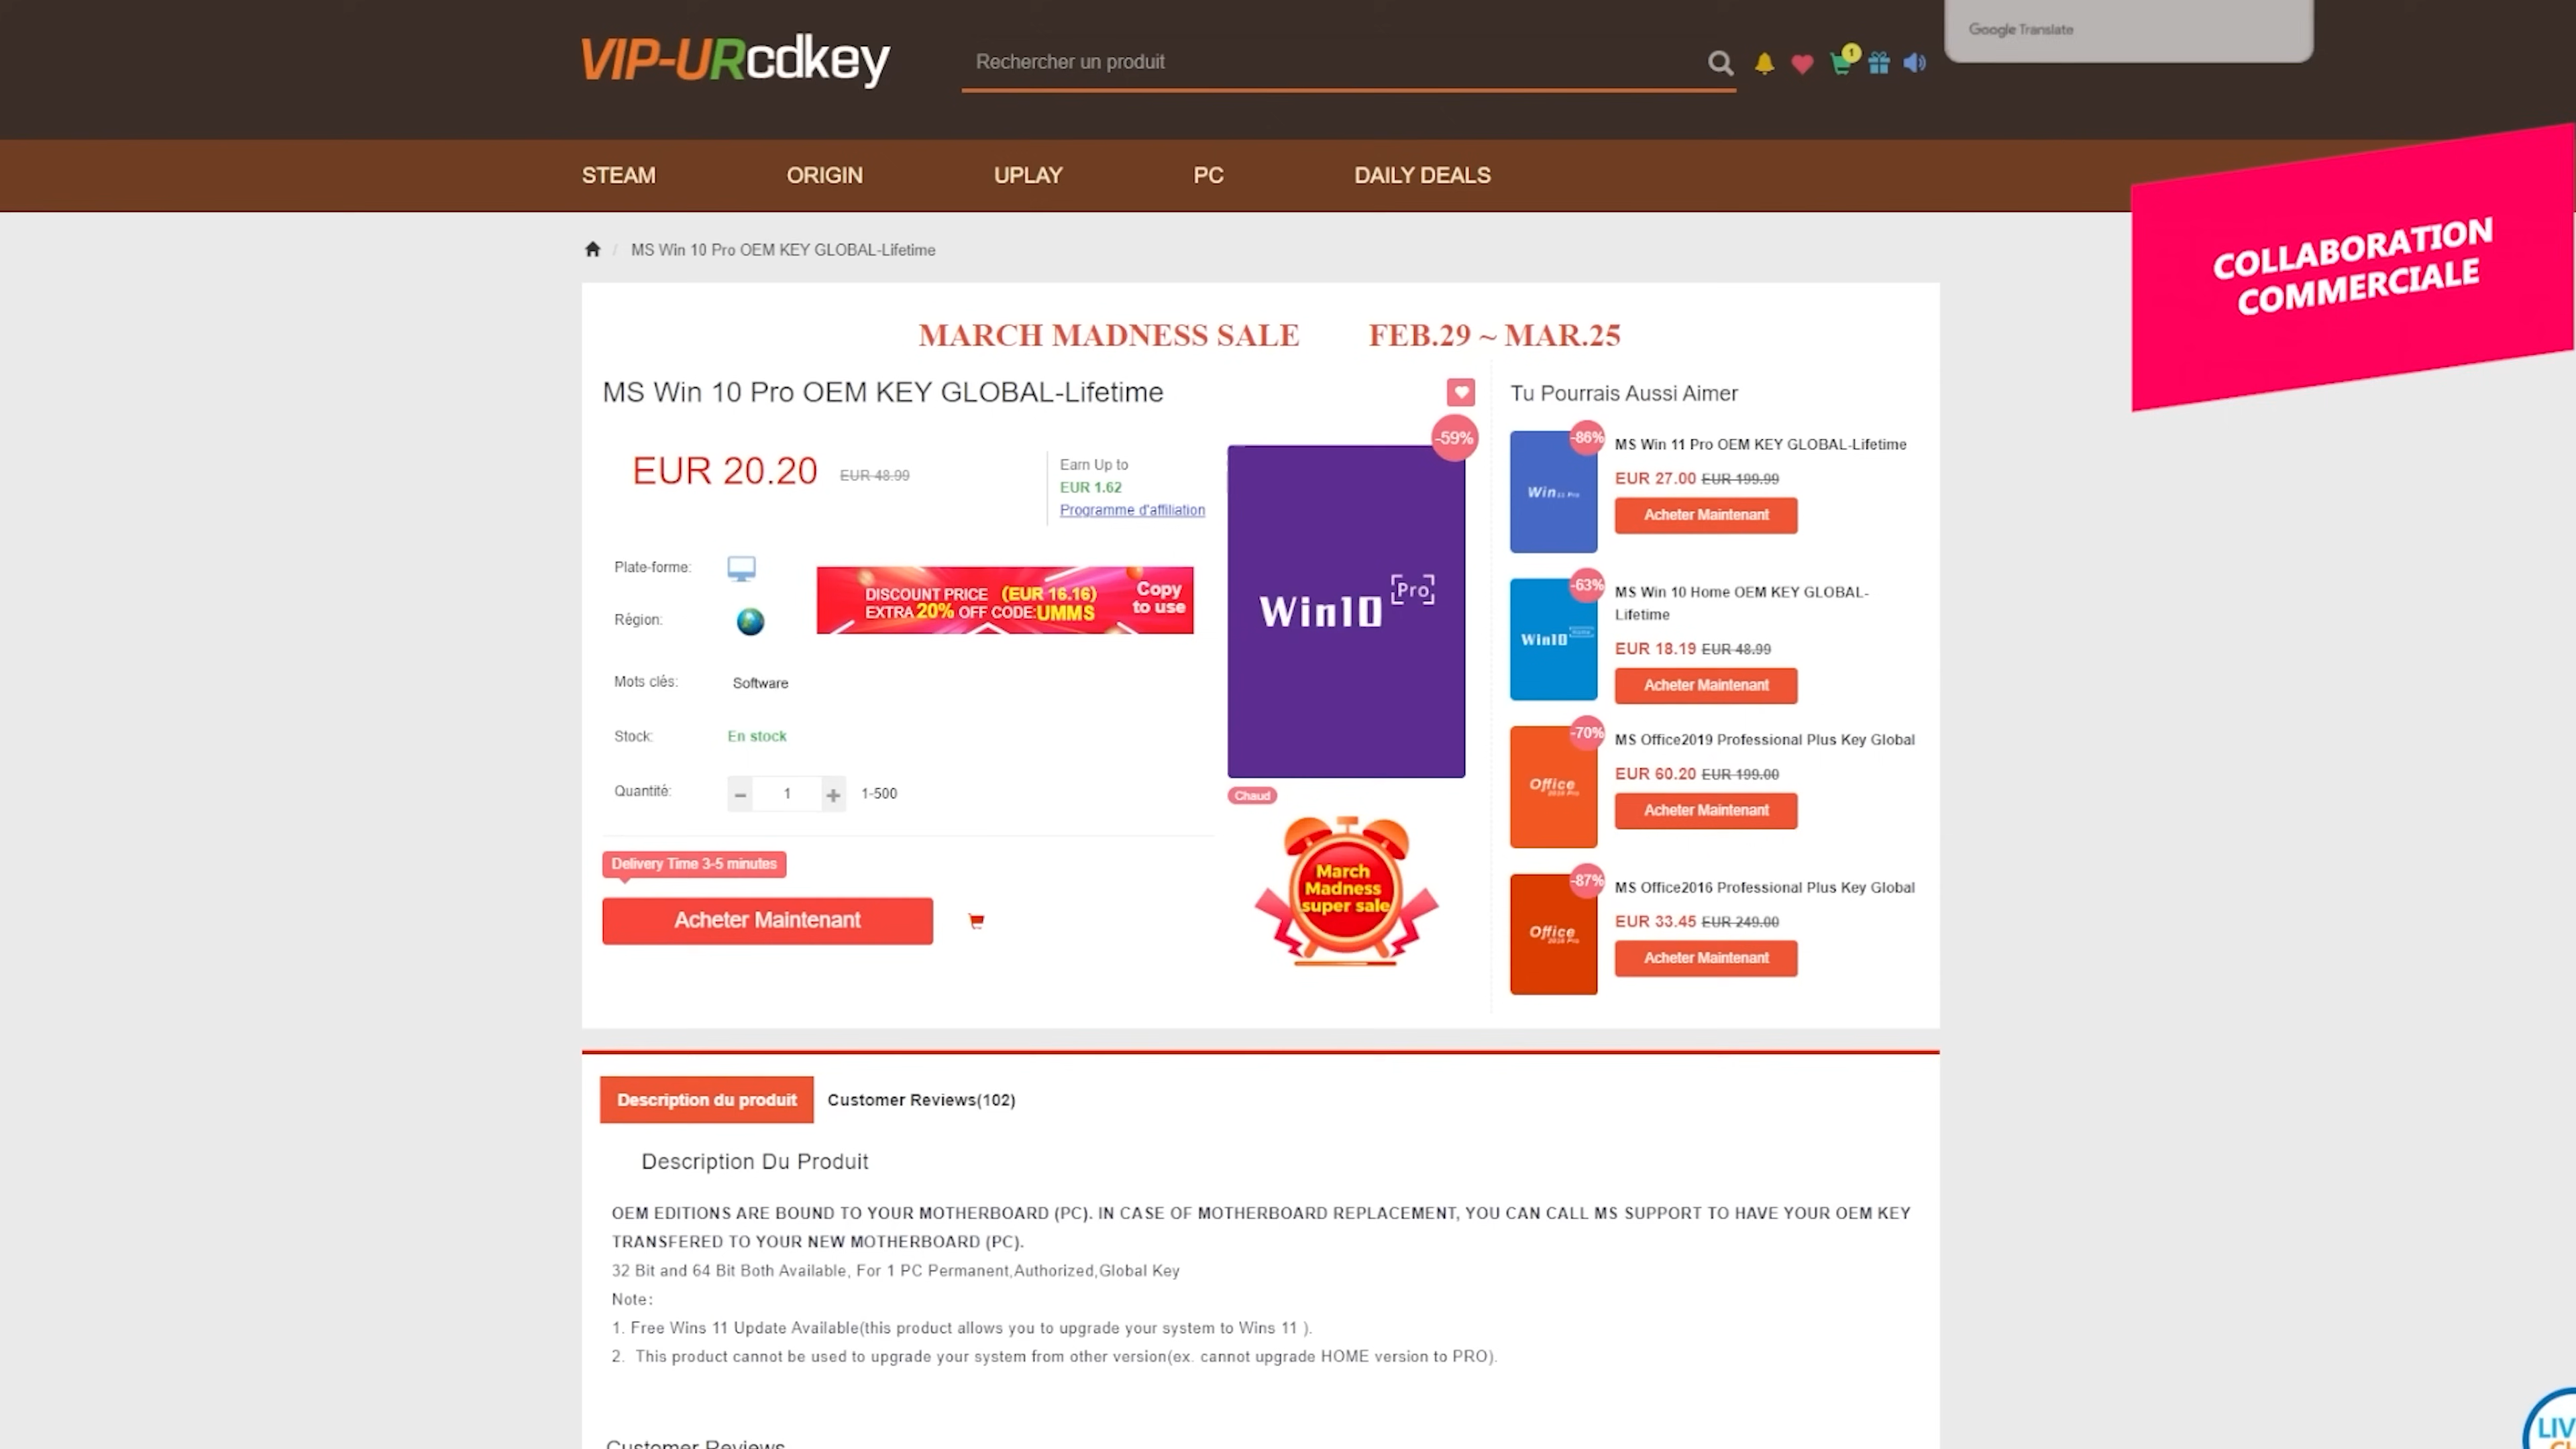 VIP-URcdkey
Rechercher un produit
1
Google Translate
STEAM
ORIGIN
UPLAY
PC
DAILY DEALS
COLLABORATION
COMMERCIALE
/ MS Win 10 Pro OEM KEY GLOBAL-Lifetime
MARCH MADNESS SALE FEB.29 ~ MAR.25
MS Win 10 Pro OEM KEY GLOBAL-Lifetime
EUR 20.20 EUR 48.99
Earn Up to
EUR 1.62
Programme d'affiliation
Plate-forme:
DISCOUNT PRICE (EUR 16.16)
EXTRA 20% OFF CODE:UMMS
Copy
to use
Région:
Mots clés: Software
Stock: En stock
Quantité: − 1 + 1-500
Delivery Time 3-5 minutes
Acheter Maintenant
-59%
Win10 Pro
Chaud
March
Madness
super sale
Tu Pourrais Aussi Aimer
-86%
Win 11 Pro
MS Win 11 Pro OEM KEY GLOBAL-Lifetime
EUR 27.00 EUR 199.99
Acheter Maintenant
-63%
Win10
MS Win 10 Home OEM KEY GLOBAL-
Lifetime
EUR 18.19 EUR 48.99
Acheter Maintenant
-70%
Office
MS Office2019 Professional Plus Key Global
EUR 60.20 EUR 199.00
Acheter Maintenant
-87%
Office
MS Office2016 Professional Plus Key Global
EUR 33.45 EUR 249.00
Acheter Maintenant
Description du produit
Customer Reviews(102)
Description Du Produit
OEM EDITIONS ARE BOUND TO YOUR MOTHERBOARD (PC). IN CASE OF MOTHERBOARD REPLACEMENT, YOU CAN CALL MS SUPPORT TO HAVE YOUR OEM KEY
TRANSFERED TO YOUR NEW MOTHERBOARD (PC).
32 Bit and 64 Bit Both Available, For 1 PC Permanent,Authorized,Global Key
Note:
1. Free Wins 11 Update Available(this product allows you to upgrade your system to Wins 11 ).
2. This product cannot be used to upgrade your system from other version(ex. cannot upgrade HOME version to PRO).
Customer Reviews
LIV